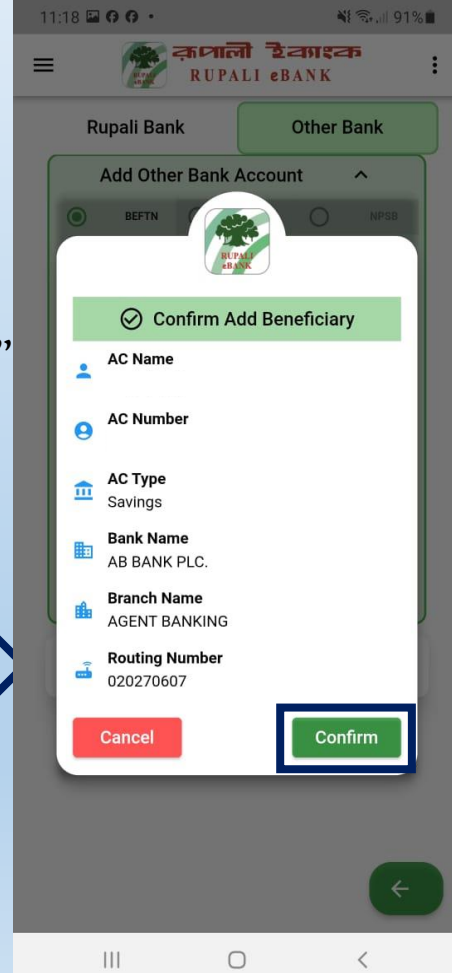 11:18 91%
রূপালী ইব্যাংক
RUPALI eBANK
Rupali Bank Other Bank
Add Other Bank Account
BEFTN NPSB
RUPALI
eBANK
Confirm Add Beneficiary
”
AC Name
AC Number
AC Type
Savings
Bank Name
AB BANK PLC.
Branch Name
AGENT BANKING
Routing Number
020270607
Cancel Confirm